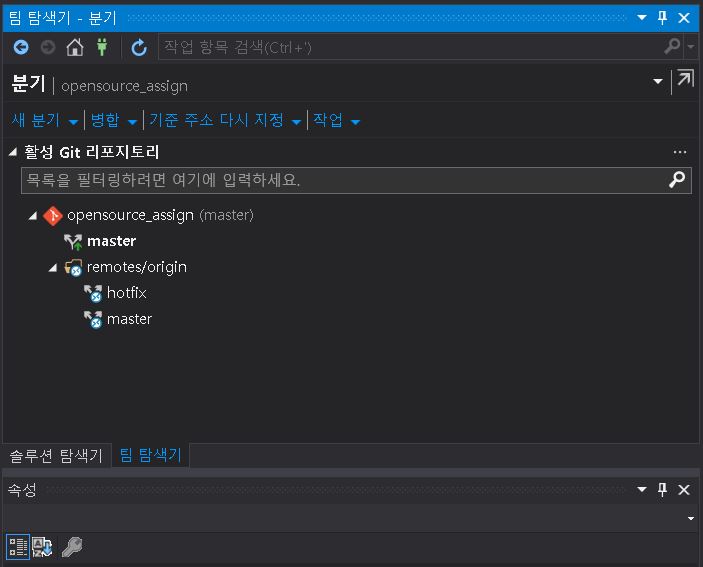 팀 탐색기 - 분기
작업 항목 검색(Ctrl+')
분기 | opensource_assign
새 분기 | 병합 | 기준 주소 다시 지정 | 작업
활성 Git 리포지토리 ...
목록을 필터링하려면 여기에 입력하세요.
opensource_assign (master)
master
remotes/origin
hotfix
master
솔루션 탐색기 팀 탐색기
속성